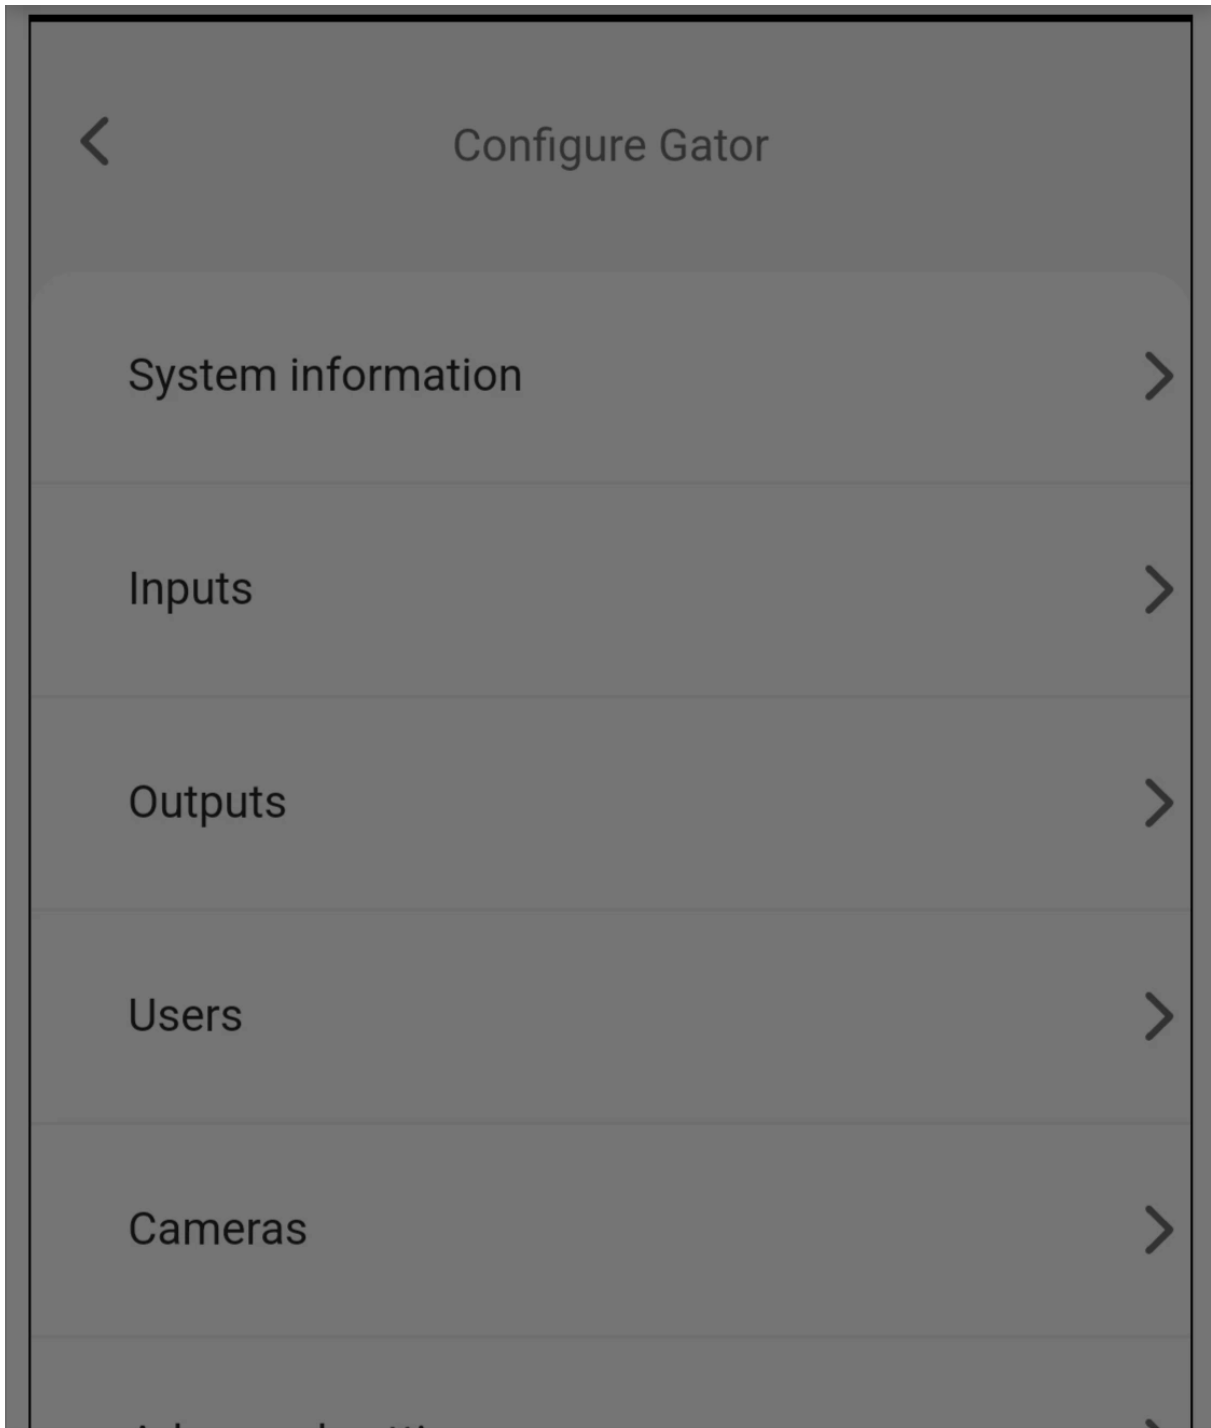 Configure Gator
System information
Inputs
Outputs
Users
Cameras